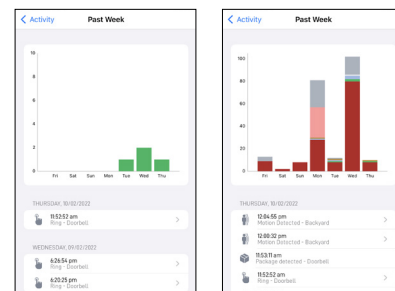 Activity Past Week
10
8
6
4
2
0
Fri Sat Sun Mon Tue Wed Thu
THURSDAY, 10/02/2022
11:52:52 am
Ring - Doorbell
WEDNESDAY, 09/02/2022
4:26:54 pm
Ring - Doorbell
4:20:25 pm
Ring - Doorbell
Activity Past Week
100
80
60
40
20
0
Fri Sat Sun Mon Tue Wed Thu
THURSDAY, 10/02/2022
12:04:55 pm
Motion Detected - Backyard
12:00:32 pm
Motion Detected - Backyard
11:53:11 am
Package detected - Doorbell
11:52:52 am
Ring - Doorbell